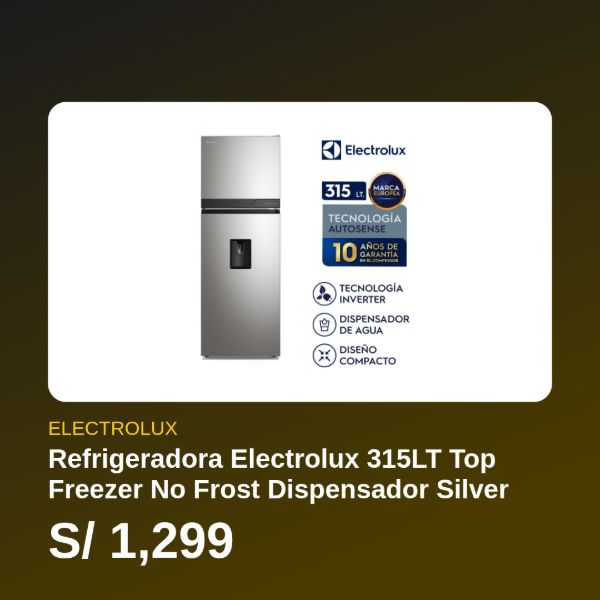 Electrolux
315 LT.
MARCA
EUROPEA
TECNOLOGÍA
AUTOSENSE
10 AÑOS DE
GARANTÍA
EN EL COMPRESOR
TECNOLOGÍA
INVERTER
DISPENSADOR
DE AGUA
DISEÑO
COMPACTO
ELECTROLUX
Refrigeradora Electrolux 315LT Top
Freezer No Frost Dispensador Silver
S/ 1,299